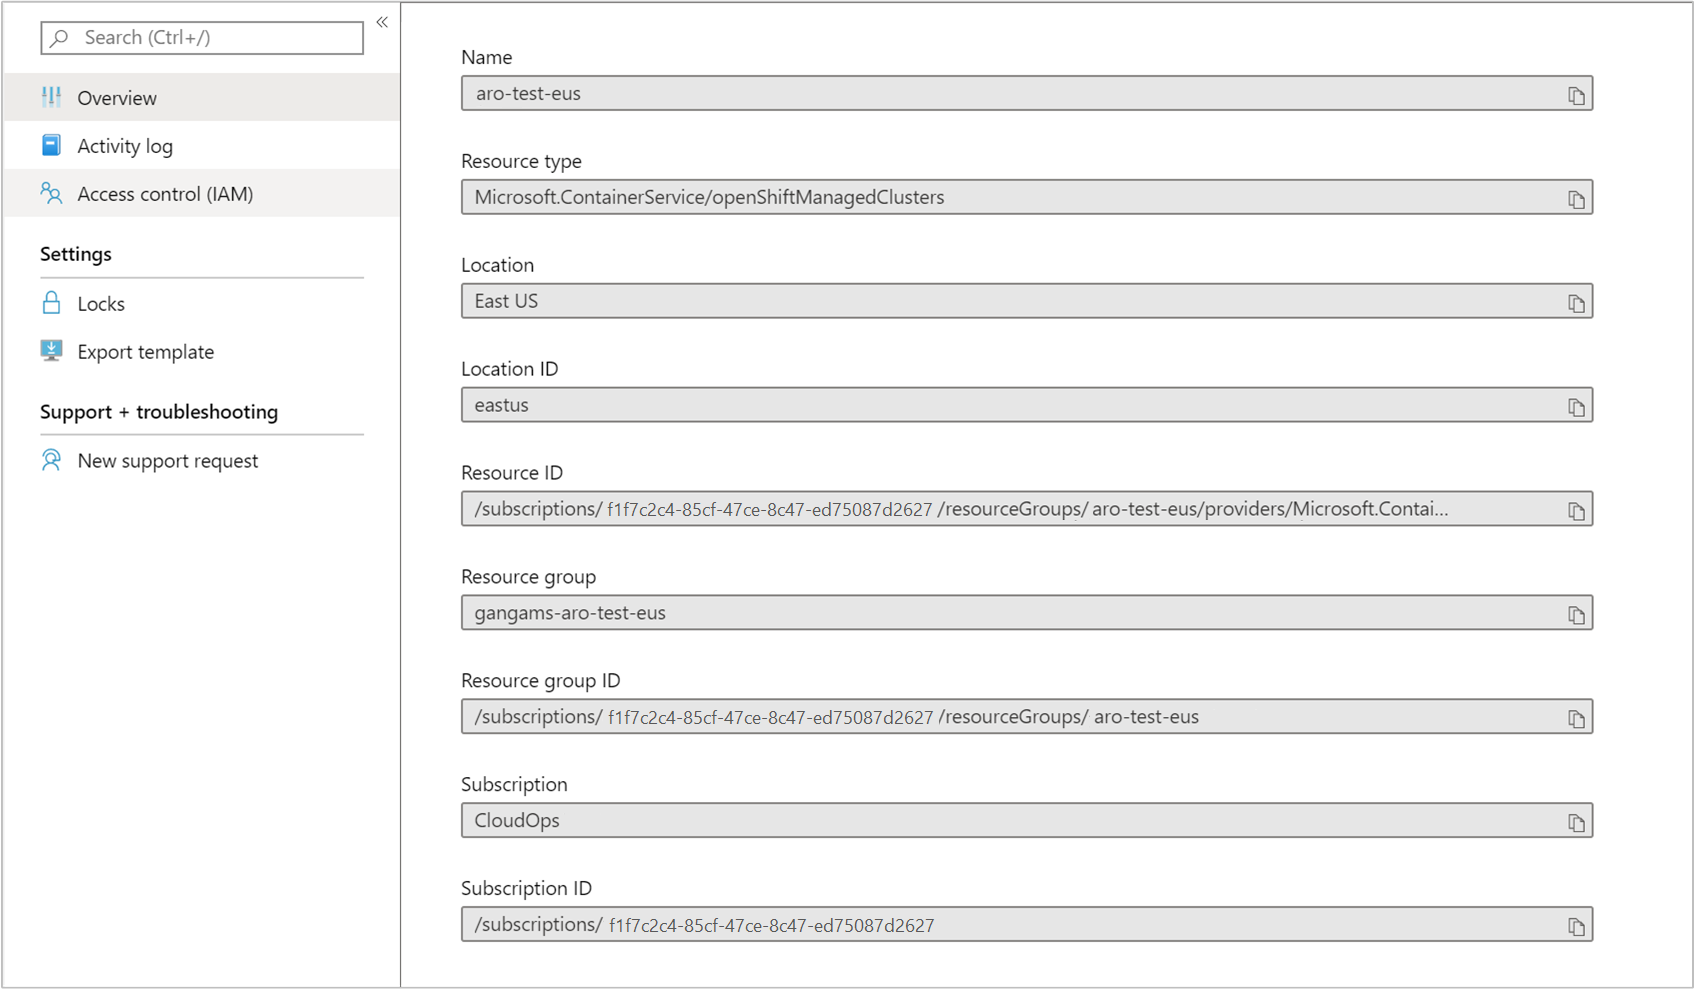 Search (Ctrl+/)
«
Overview
Activity log
Access control (IAM)
Settings
Locks
Export template
Support + troubleshooting
New support request
Name
aro-test-eus
Resource type
Microsoft.ContainerService/openShiftManagedClusters
Location
East US
Location ID
eastus
Resource ID
/subscriptions/ f1f7c2c4-85cf-47ce-8c47-ed75087d2627 /resourceGroups/ aro-test-eus/providers/Microsoft.Contai...
Resource group
gangams-aro-test-eus
Resource group ID
/subscriptions/ f1f7c2c4-85cf-47ce-8c47-ed75087d2627 /resourceGroups/ aro-test-eus
Subscription
CloudOps
Subscription ID
/subscriptions/ f1f7c2c4-85cf-47ce-8c47-ed75087d2627